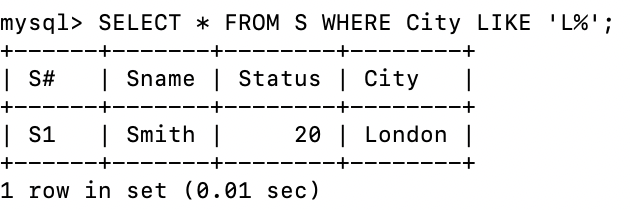 mysql> SELECT * FROM S WHERE City LIKE 'L%';
+------+-------+--------+--------+
| S#   | Sname | Status | City   |
+------+-------+--------+--------+
| S1   | Smith |     20 | London |
+------+-------+--------+--------+
1 row in set (0.01 sec)